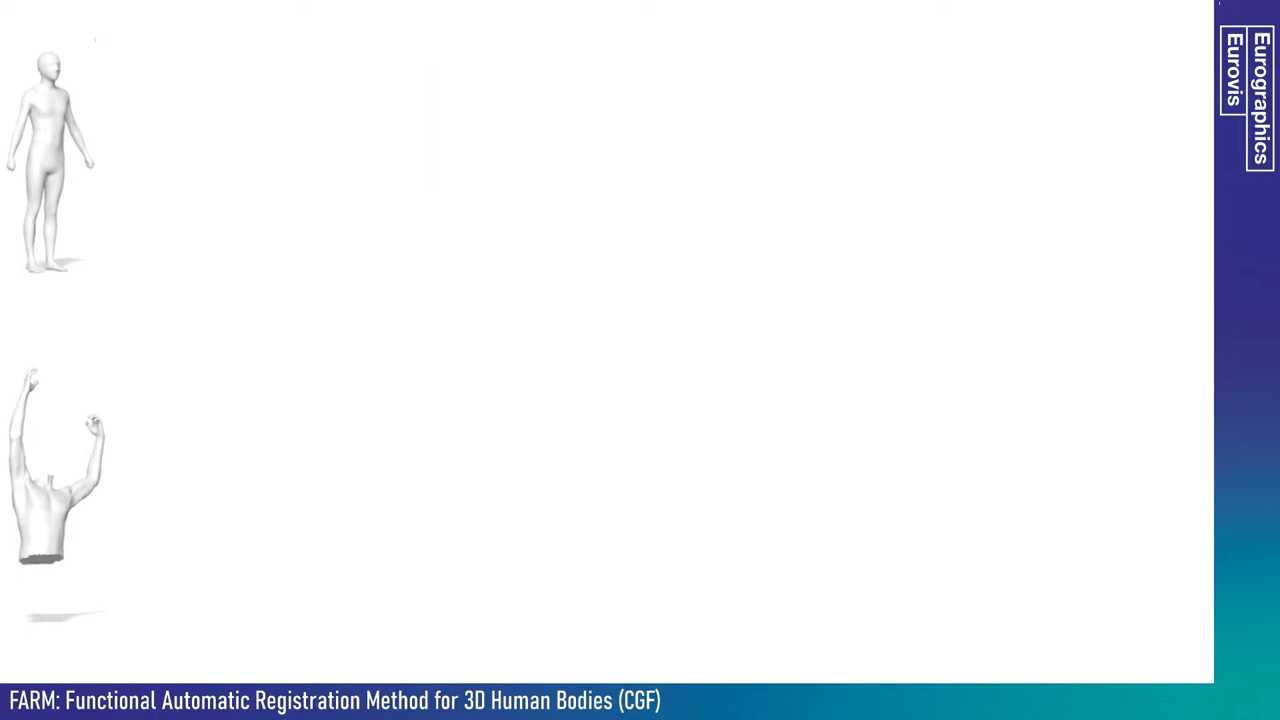 Eurographics
Eurovis
FARM: Functional Automatic Registration Method for 3D Human Bodies (CGF)